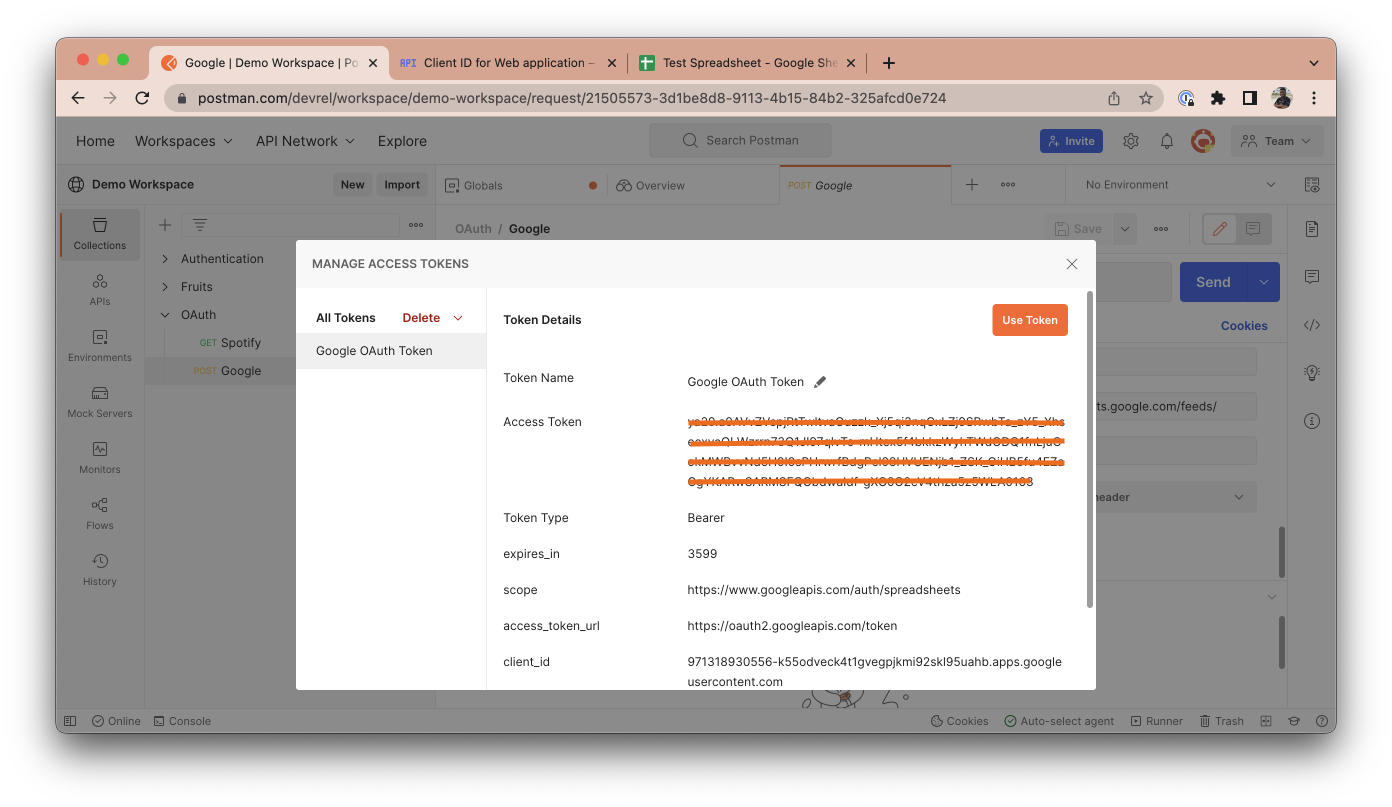 Google | Demo Workspace | Po
Client ID for Web application –
Test Spreadsheet - Google She
postman.com/devrel/workspace/demo-workspace/request/21505573-3d1be8d8-9113-4b15-84b2-325afcd0e724
Home Workspaces API Network Explore Search Postman Invite Team
Demo Workspace New Import Globals Overview POST Google No Environment
Collections
OAuth / Google Save
Authentication
Fruits
OAuth
GET Spotify
POST Google
APIs
Environments
Mock Servers
Monitors
Flows
History
Send
Cookies
ts.google.com/feeds/
header
MANAGE ACCESS TOKENS
All Tokens Delete
Google OAuth Token
Token Details Use Token
Token Name Google OAuth Token
Access Token
Token Type Bearer
expires_in 3599
scope https://www.googleapis.com/auth/spreadsheets
access_token_url https://oauth2.googleapis.com/token
client_id 971318930556-k55odveck4t1gvegpjkmi92skl95uahb.apps.google
usercontent.com
Online Console Cookies Auto-select agent Runner Trash